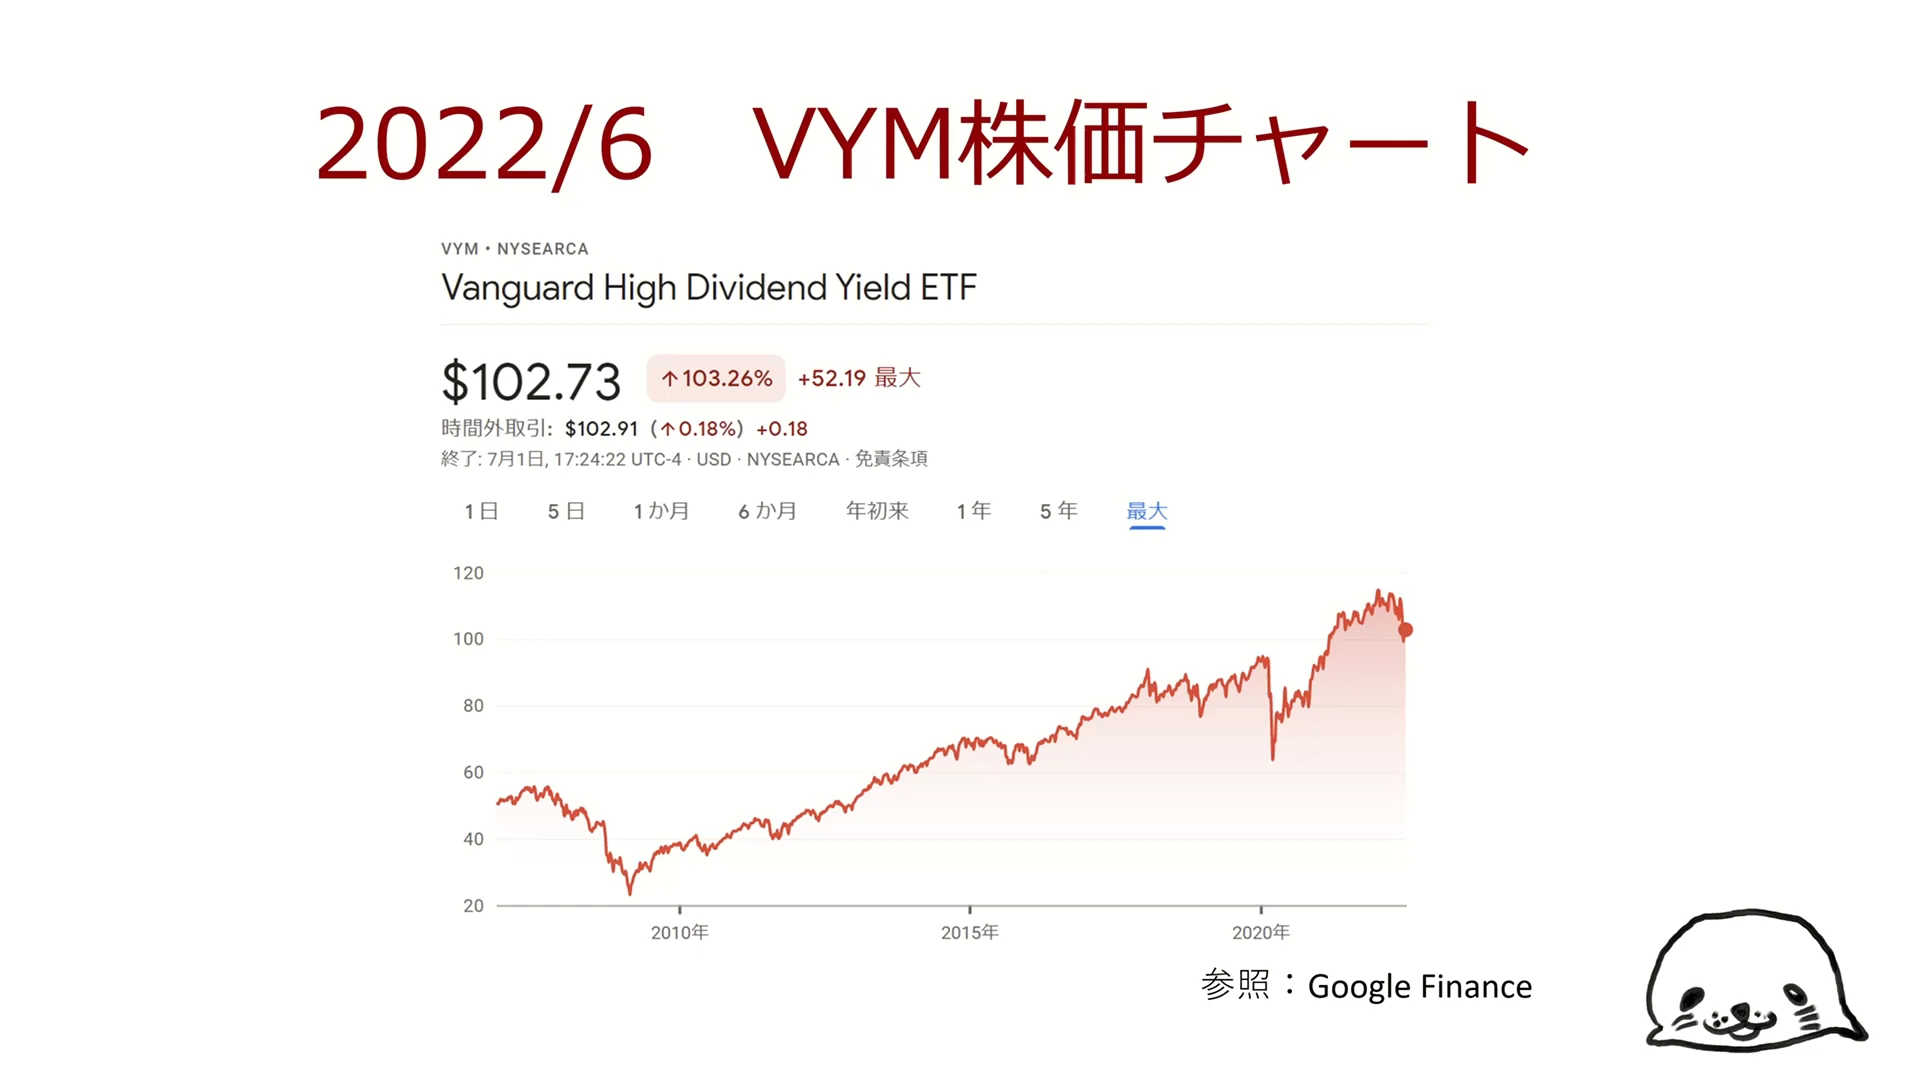 2022/6　VYM株価チャート
VYM • NYSEARCA
Vanguard High Dividend Yield ETF
$102.73 ↑103.26% +52.19 最大
時間外取引: $102.91 (↑0.18%) +0.18
終了: 7月1日, 17:24:22 UTC-4 · USD · NYSEARCA · 免責条項
1日 5日 1か月 6か月 年初来 1年 5年 最大
120
100
80
60
40
20
2010年 2015年 2020年
参照：Google Finance